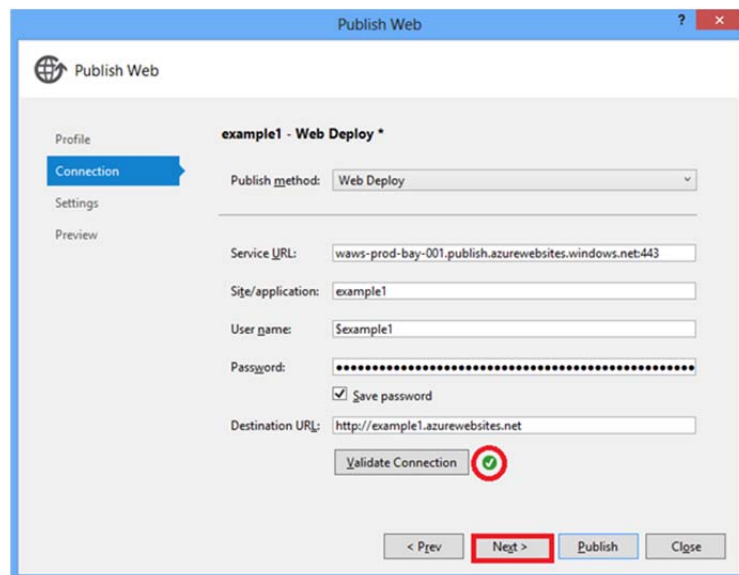 Publish Web
? ×
Publish Web
Profile
Connection
Settings
Preview
example1 - Web Deploy *
Publish method: Web Deploy
Service URL: waws-prod-bay-001.publish.azurewebsites.windows.net:443
Site/application: example1
User name: $example1
Password: ••••••••••••••••••••••••••••••••••••••••••••••••••
Save password
Destination URL: http://example1.azurewebsites.net
Validate Connection
< Prev Next > Publish Close